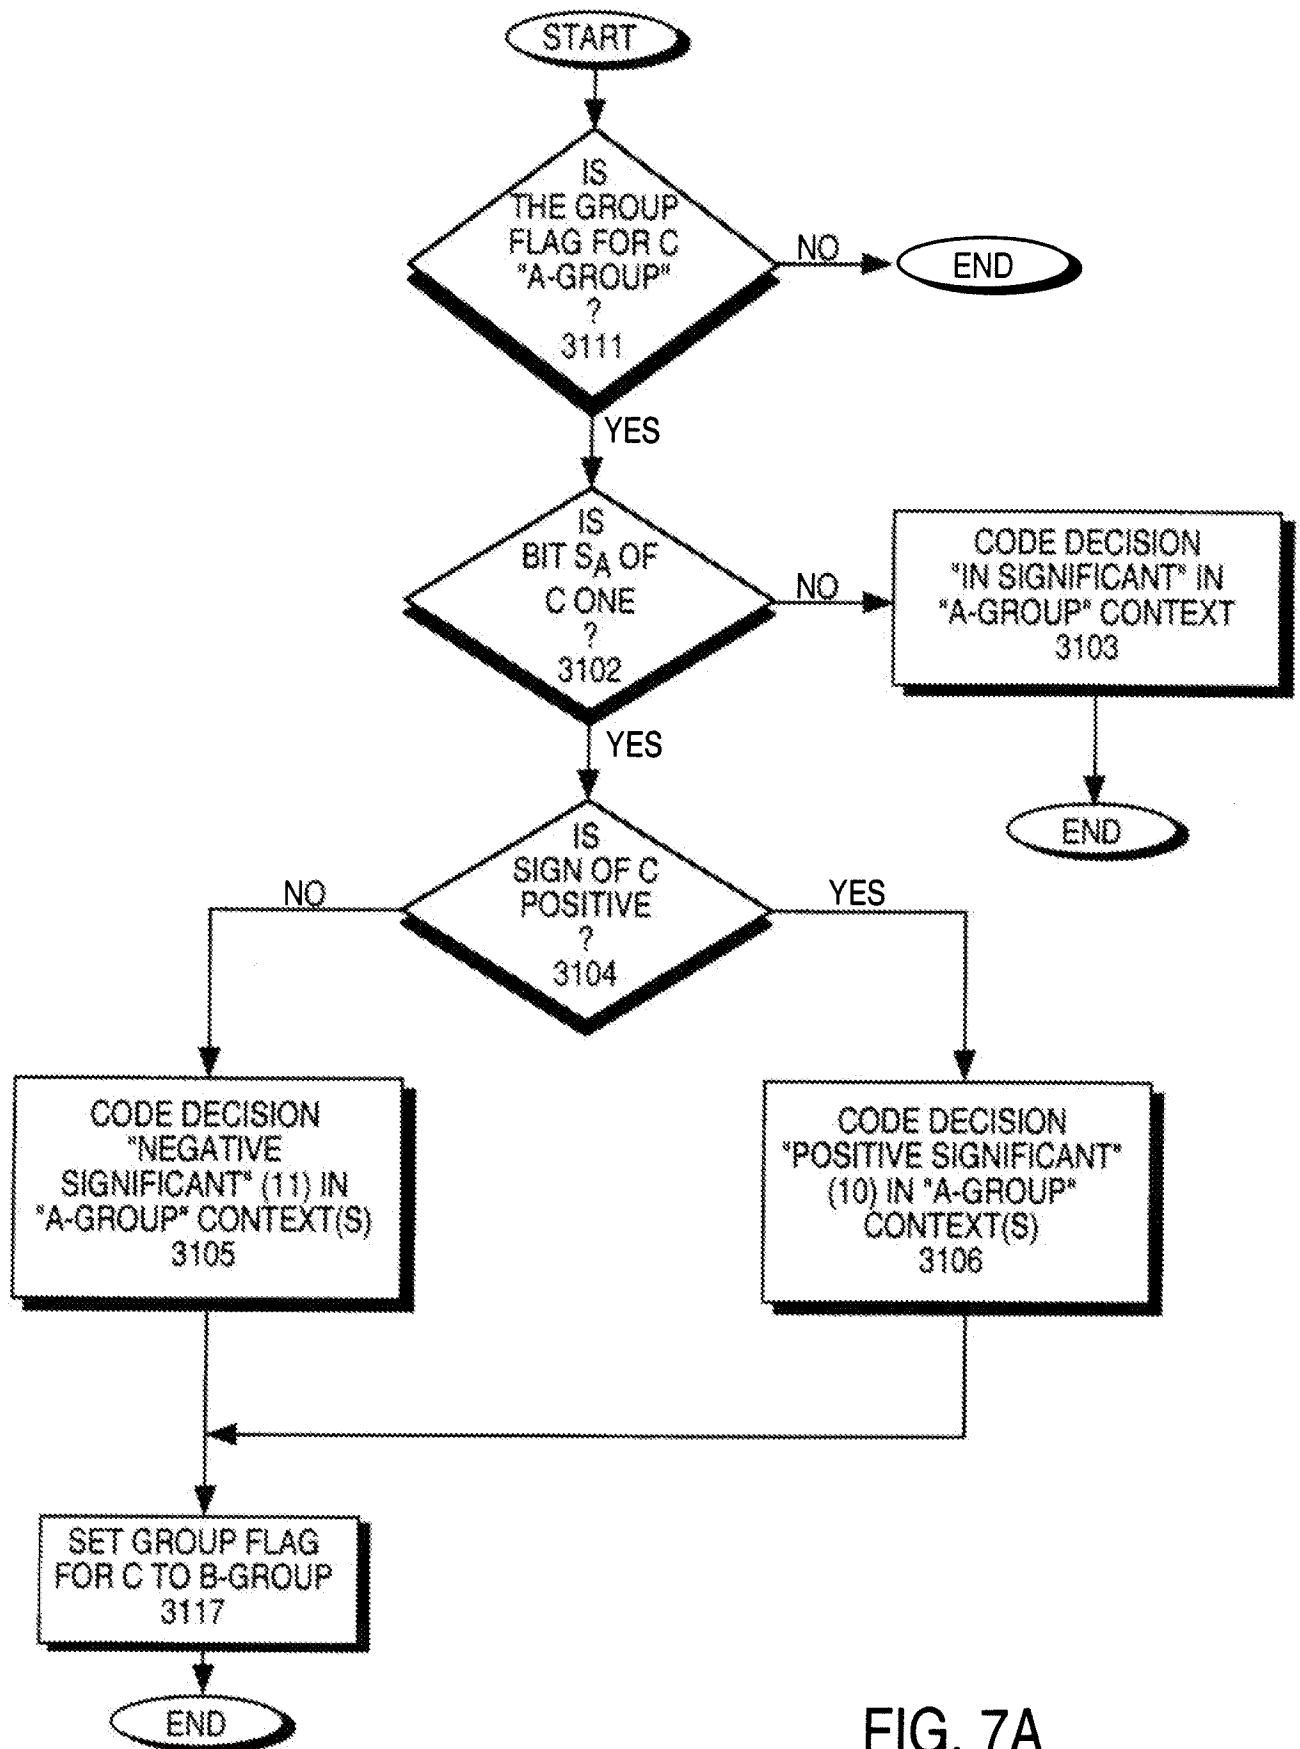 START
IS
THE GROUP
FLAG FOR C
"A-GROUP"
?
3111
NO
END
YES
IS
BIT SA OF
C ONE
?
3102
NO
CODE DECISION
"IN SIGNIFICANT" IN
"A-GROUP" CONTEXT
3103
YES
END
IS
SIGN OF C
POSITIVE
?
3104
NO
YES
CODE DECISION
"NEGATIVE
SIGNIFICANT" (11) IN
"A-GROUP" CONTEXT(S)
3105
CODE DECISION
"POSITIVE SIGNIFICANT"
(10) IN "A-GROUP"
CONTEXT(S)
3106
SET GROUP FLAG
FOR C TO B-GROUP
3117
END
FIG. 7A